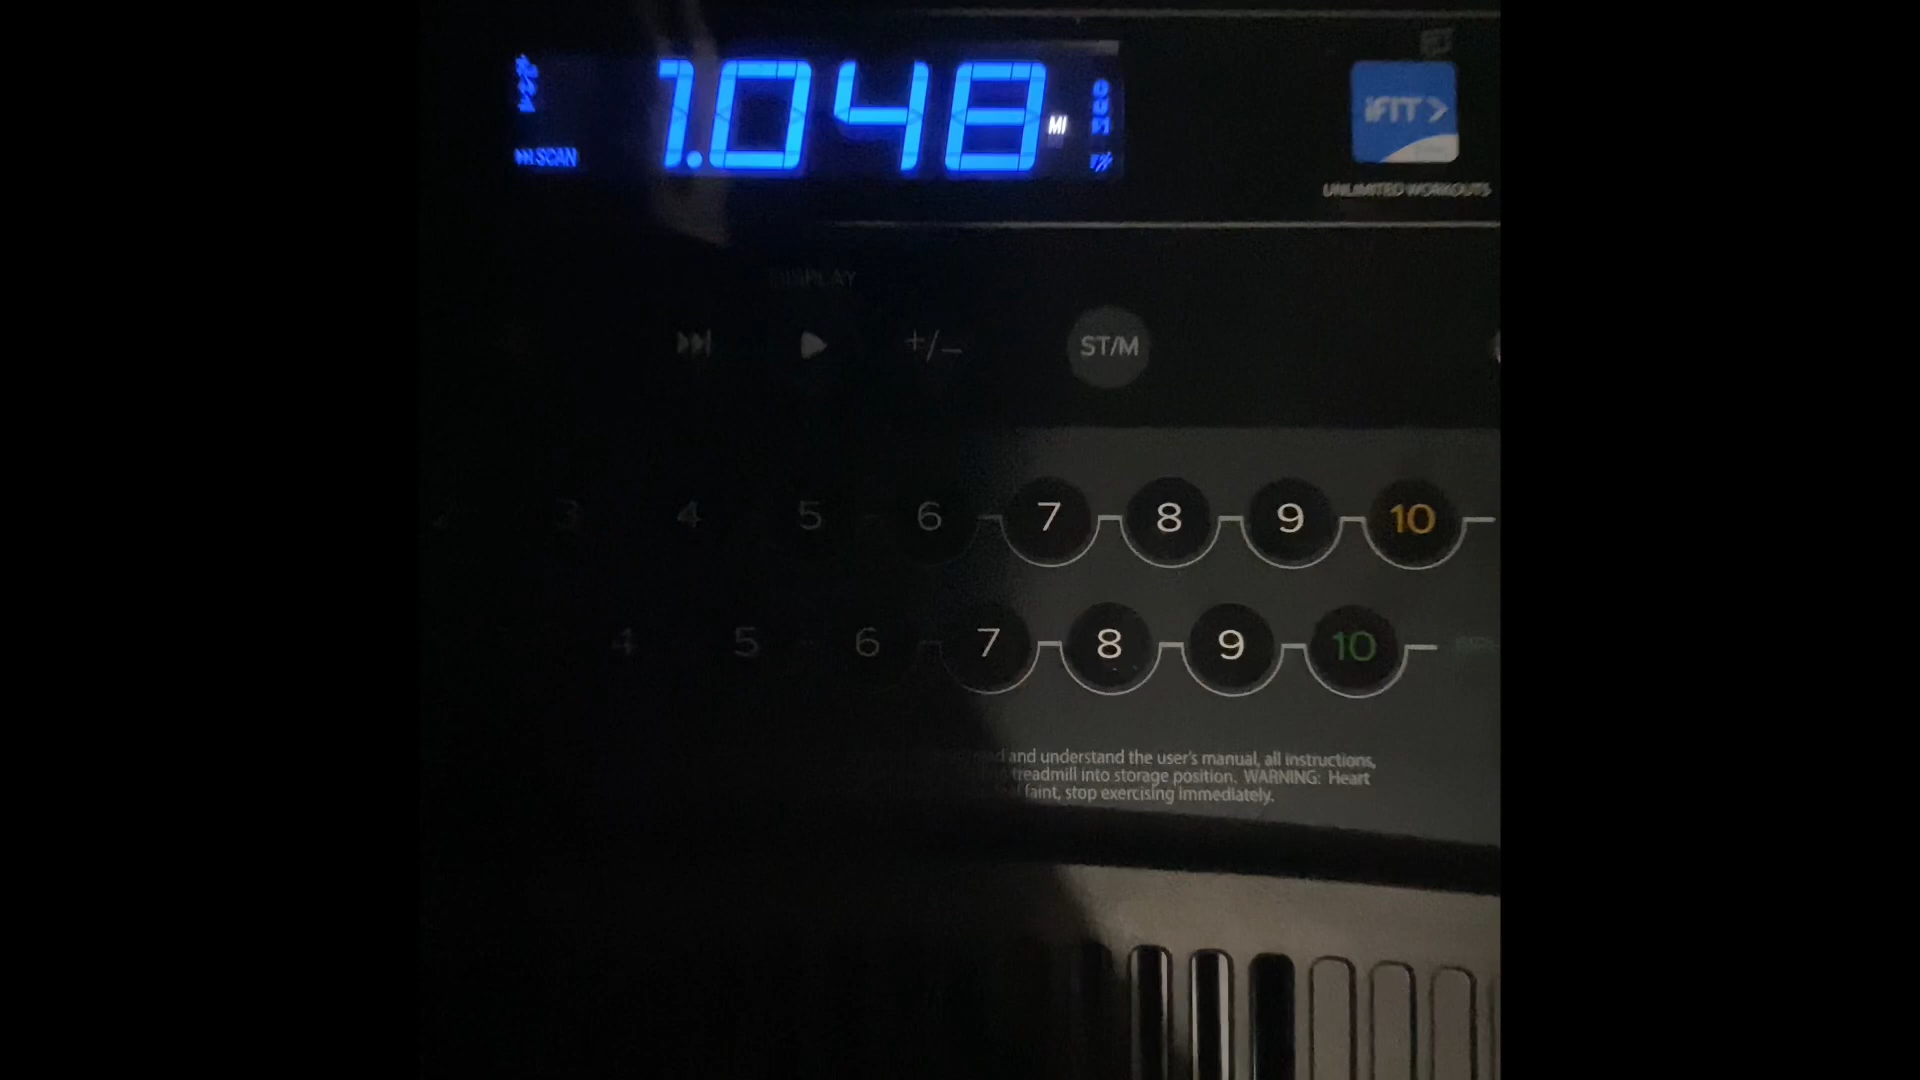 1.048 MI
SCAN
iFIT
UNLIMITED WORKOUTS
DISPLAY
+/-
ST/M
3 4 5 6 7 8 9 10
4 5 6 7 8 9 10
and understand the user's manual, all instructions,
treadmill into storage position. WARNING: Heart
faint, stop exercising immediately.